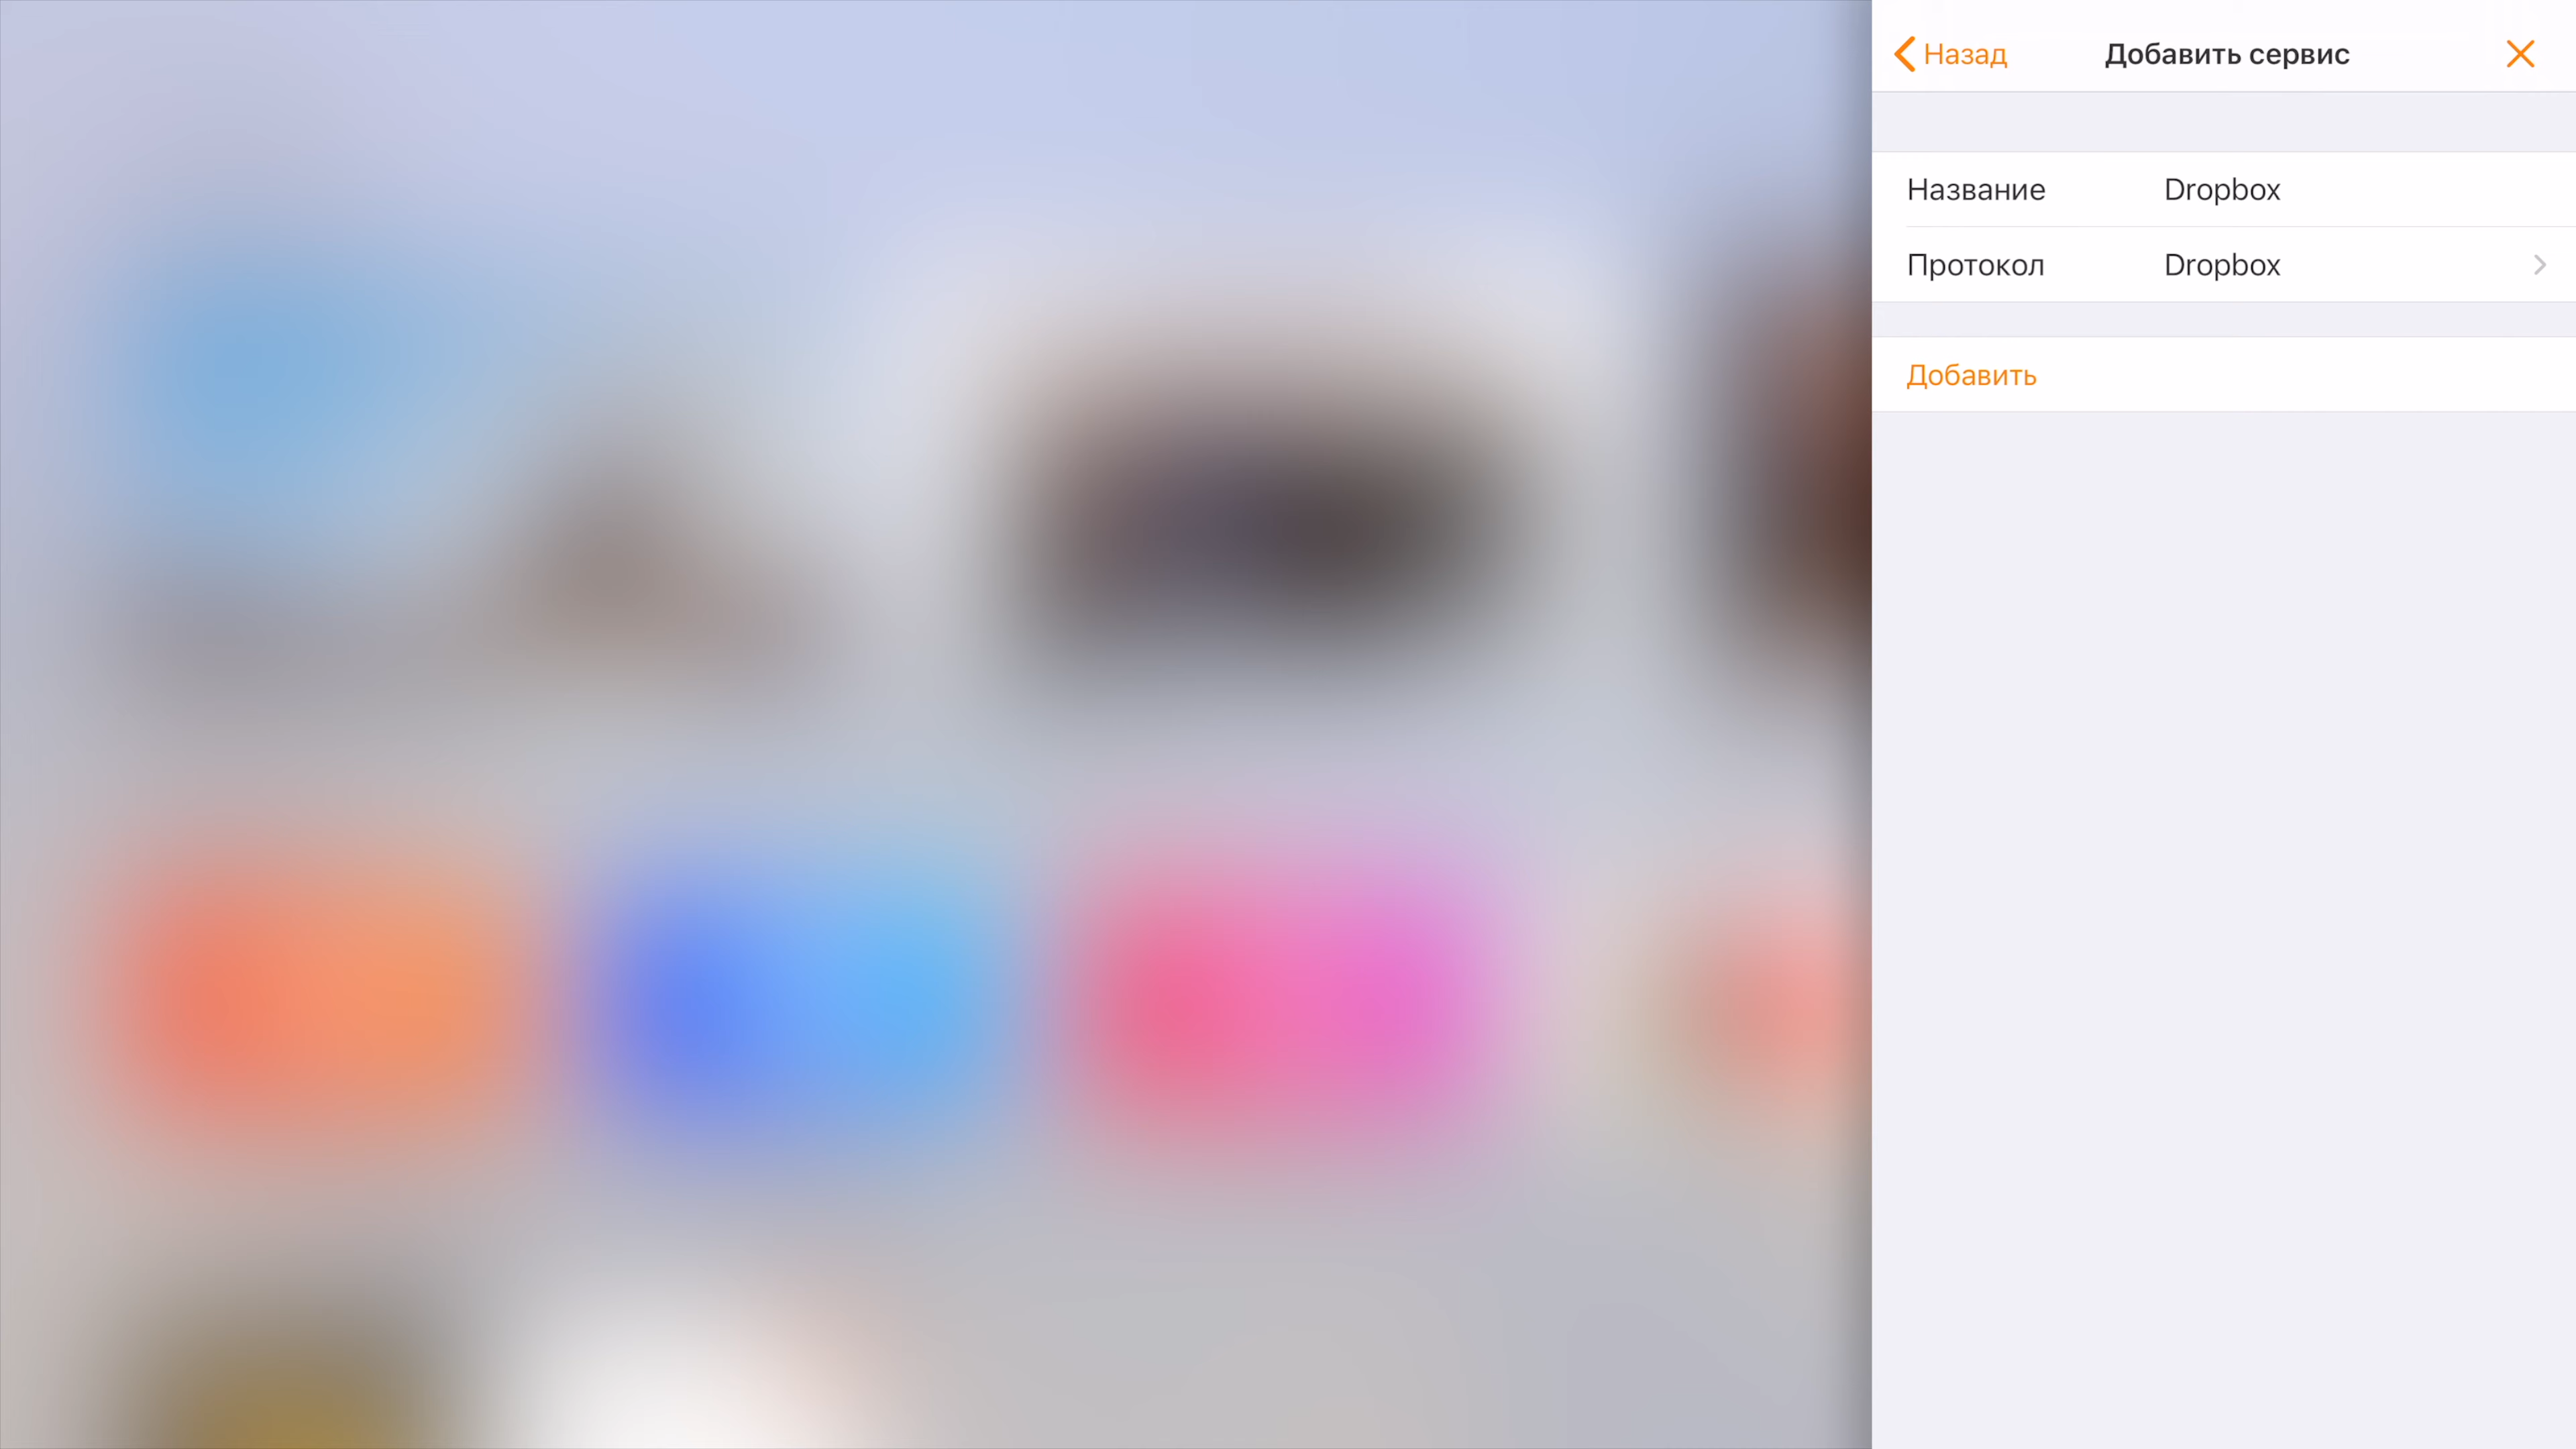 Назад Добавить сервис
Название Dropbox
Протокол Dropbox
Добавить